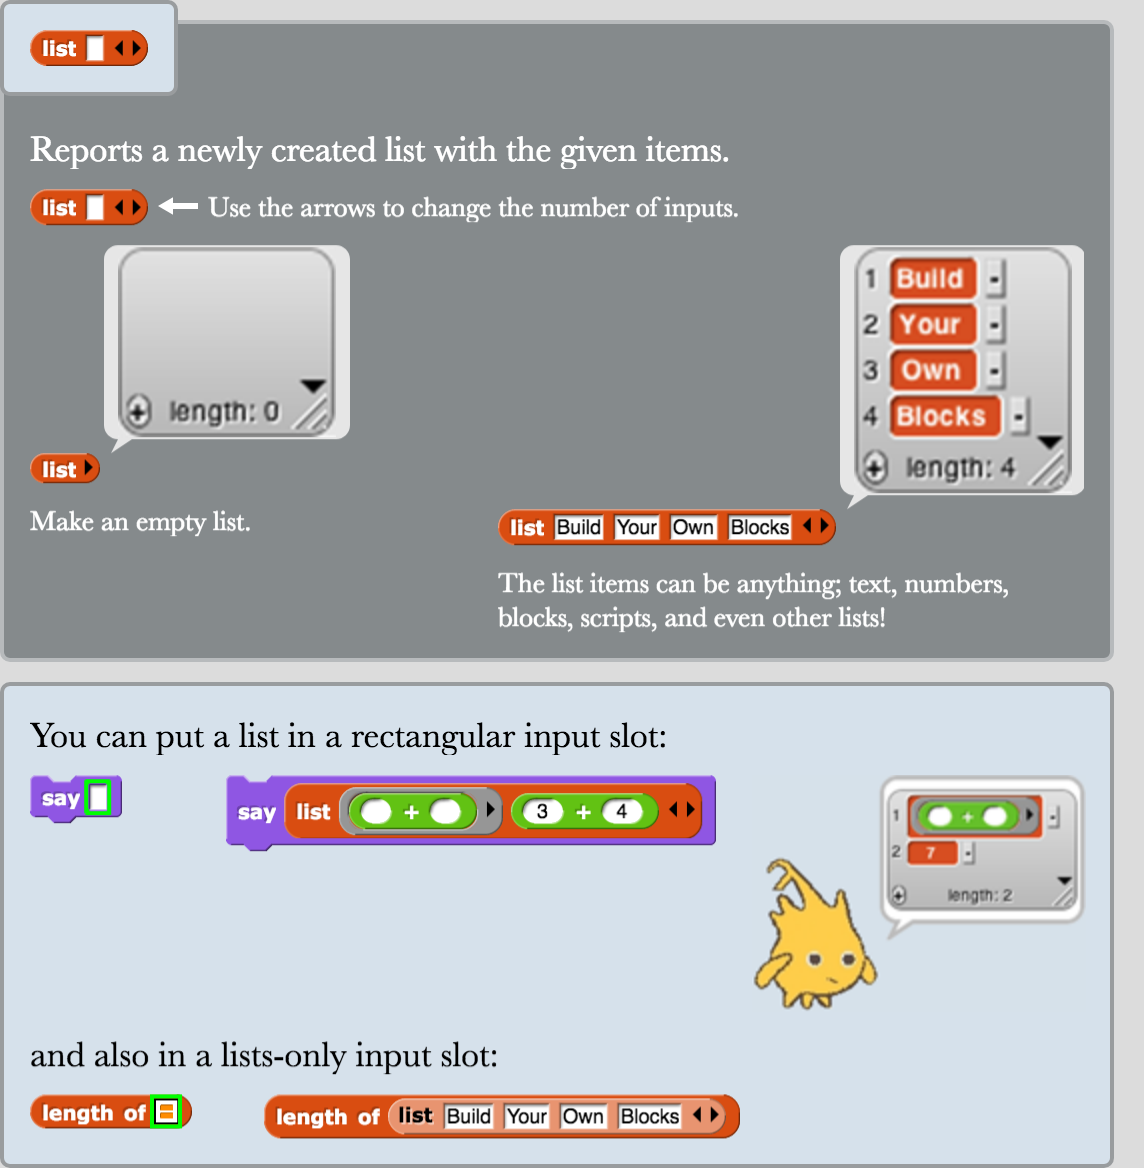 list
Reports a newly created list with the given items.
list
Use the arrows to change the number of inputs.
length: 0
list
Make an empty list.
1 Build -
2 Your -
3 Own -
4 Blocks -
length: 4
list Build Your Own Blocks
The list items can be anything; text, numbers,
blocks, scripts, and even other lists!
You can put a list in a rectangular input slot:
say
say list + 3 + 4
1 + -
2 7 -
length: 2
and also in a lists-only input slot:
length of
length of list Build Your Own Blocks